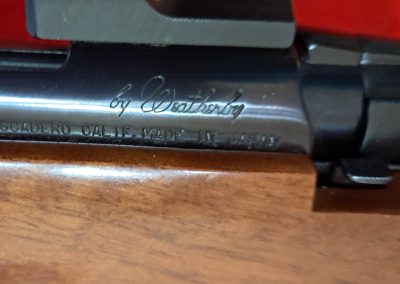 by Weatherby
SCADERO CALIF. MADE IN JAPAN